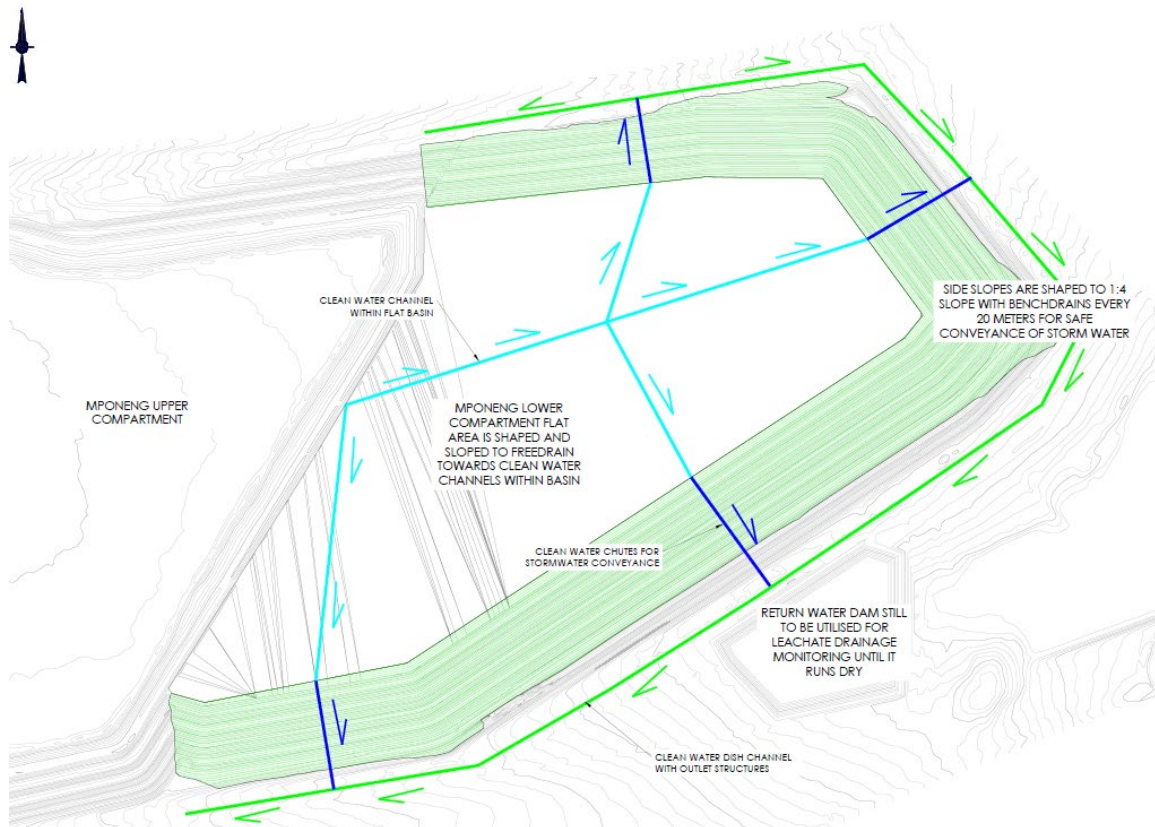 CLEAN WATER CHANNEL
WITHIN FLAT BASIN
SIDE SLOPES ARE SHAPED TO 1:4
SLOPE WITH BENCHDRAINS EVERY
20 METERS FOR SAFE
CONVEYANCE OF STORM WATER
MPONENG UPPER
COMPARTMENT
MPONENG LOWER
COMPARTMENT FLAT
AREA IS SHAPED AND
SLOPED TO FREEDRAIN
TOWARDS CLEAN WATER
CHANNELS WITHIN BASIN
CLEAN WATER CHUTES FOR
STORMWATER CONVEYANCE
RETURN WATER DAM STILL
TO BE UTILISED FOR
LEACHATE DRAINAGE
MONITORING UNTIL IT
RUNS DRY
CLEAN WATER DISH CHANNEL
WITH OUTLET STRUCTURES